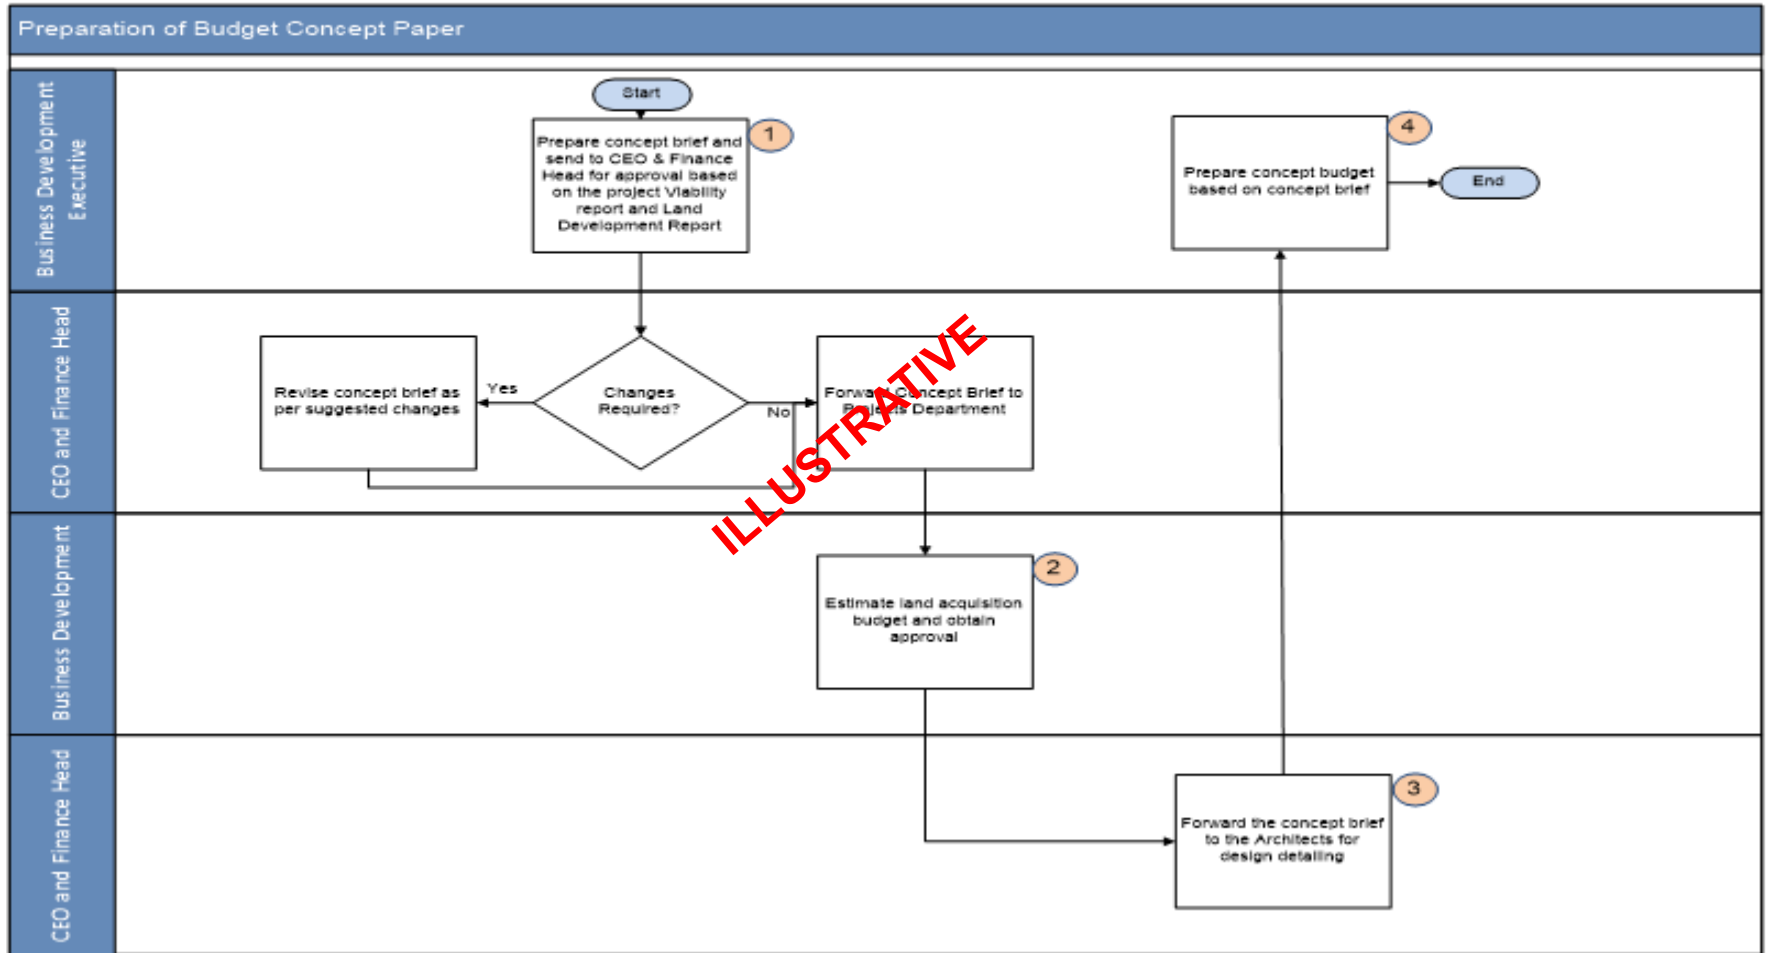 Preparation of Budget Concept Paper
Business Development
Executive
Start
1
Prepare concept brief and
send to CEO & Finance
Head for approval based
on the project Viability
report and Land
Development Report
4
Prepare concept budget
based on concept brief
End
CEO and Finance Head
Revise concept brief as
per suggested changes
Yes
Changes
Required?
No
Forward Concept Brief to
Projects Department
ILLUSTRATIVE
Business Development
2
Estimate land acquisition
budget and obtain
approval
CEO and Finance Head
3
Forward the concept brief
to the Architects for
design detailing